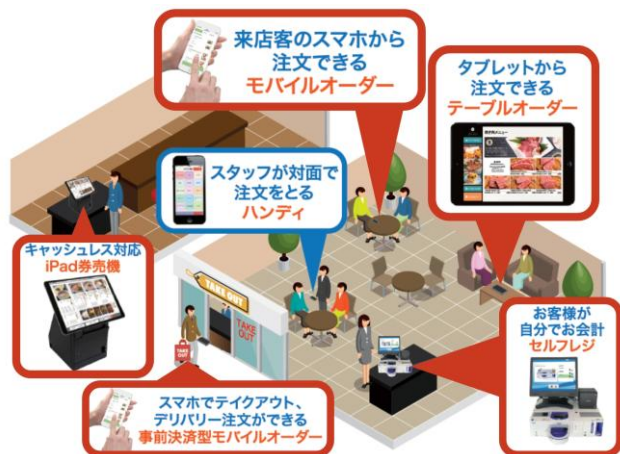 来店客のスマホから
注文できる
モバイルオーダー
タブレットから
注文できる
テーブルオーダー
スタッフが対面で
注文をとる
ハンディ
キャッシュレス対応
iPad券売機
TAKE OUT
TAKE
OUT
TAKE
OUT
お客様が
自分でお会計
セルフレジ
スマホでテイクアウト、
デリバリー注文ができる
事前決済型モバイルオーダー